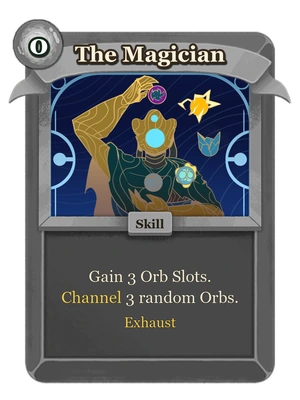 0
The Magician
Skill
Gain 3 Orb Slots.
Channel 3 random Orbs.
Exhaust